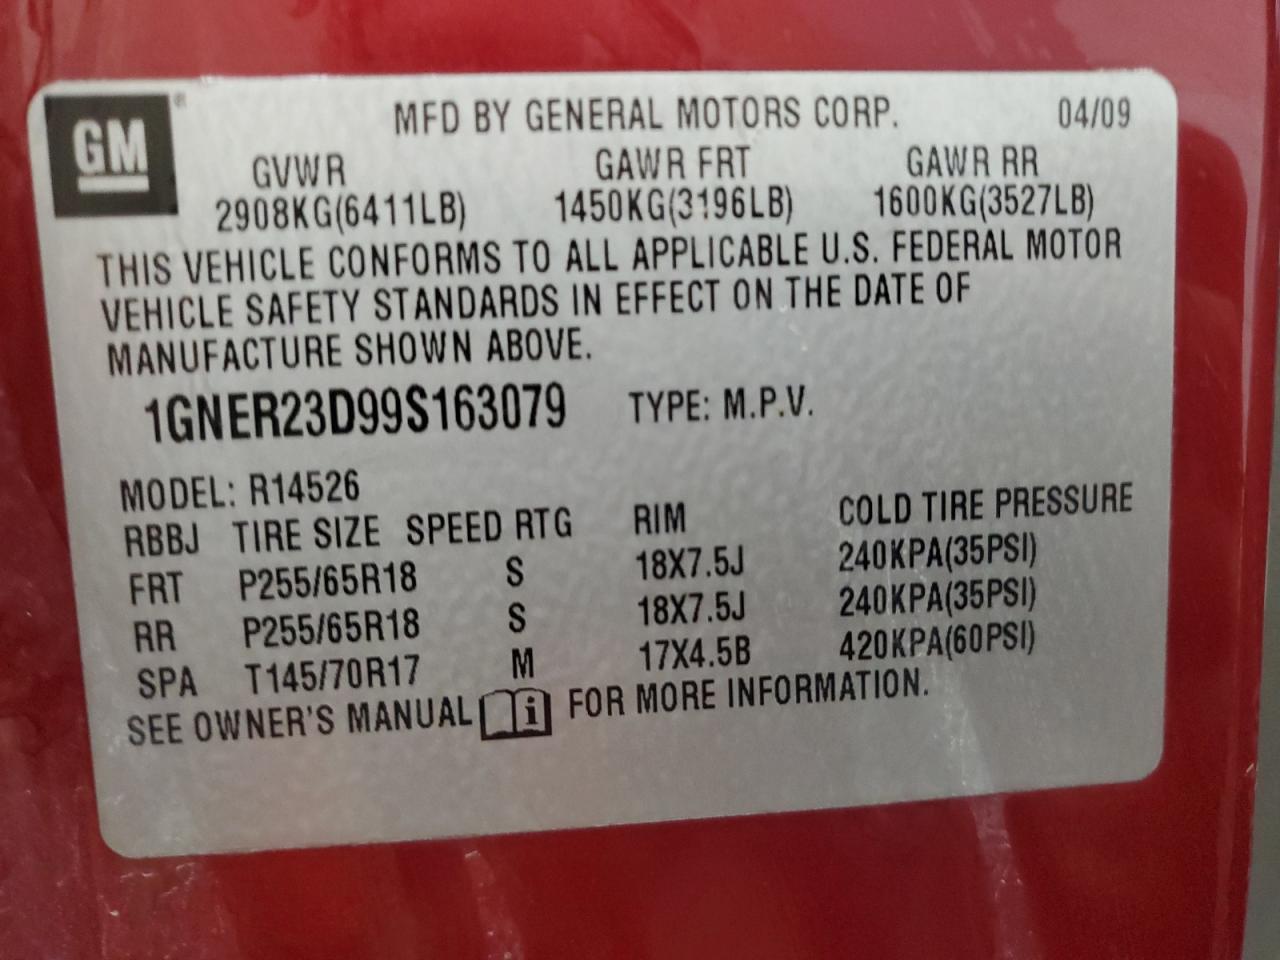 GM® MFD BY GENERAL MOTORS CORP. 04/09
GVWR GAWR FRT GAWR RR
2908KG(6411LB) 1450KG(3196LB) 1600KG(3527LB)
THIS VEHICLE CONFORMS TO ALL APPLICABLE U.S. FEDERAL MOTOR
VEHICLE SAFETY STANDARDS IN EFFECT ON THE DATE OF
MANUFACTURE SHOWN ABOVE.
1GNER23D99S163079 TYPE: M.P.V.
MODEL: R14526
RBBJ TIRE SIZE SPEED RTG RIM COLD TIRE PRESSURE
FRT P255/65R18 S 18X7.5J 240KPA(35PSI)
RR P255/65R18 S 18X7.5J 240KPA(35PSI)
SPA T145/70R17 M 17X4.5B 420KPA(60PSI)
SEE OWNER'S MANUAL i FOR MORE INFORMATION.